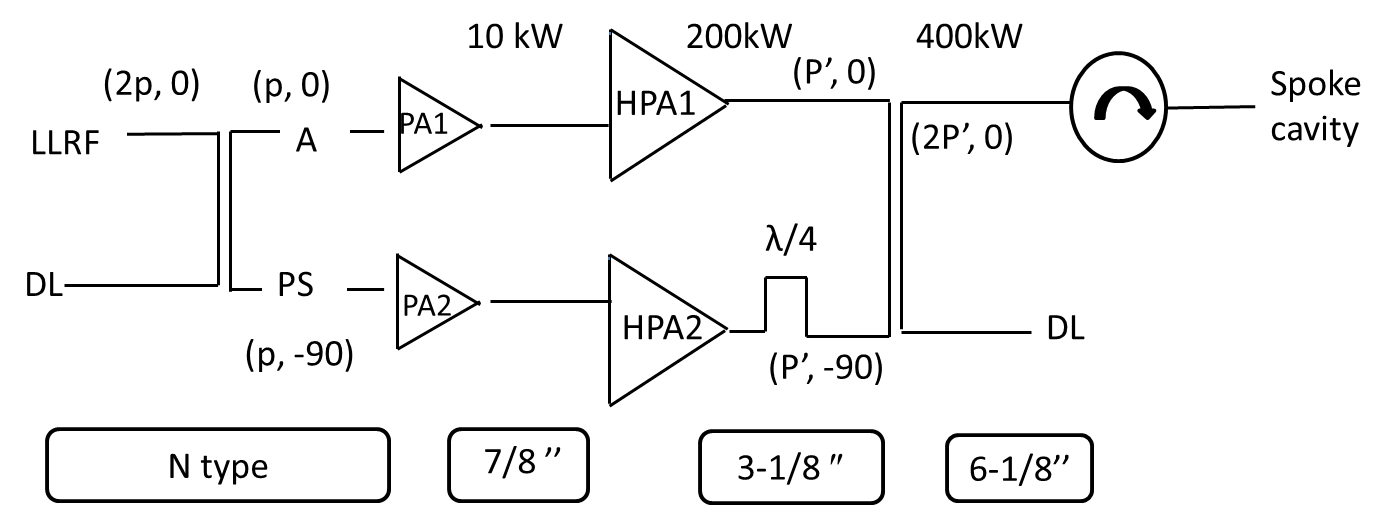 10 kW
200kW
400kW
(2p, 0)
(p, 0)
(P’, 0)
LLRF
A
PA1
HPA1
(2P’, 0)
Spoke
cavity
λ/4
DL
PS
PA2
HPA2
DL
(p, -90)
(P’, -90)
N type
7/8 ’’
3-1/8 ″
6-1/8’’